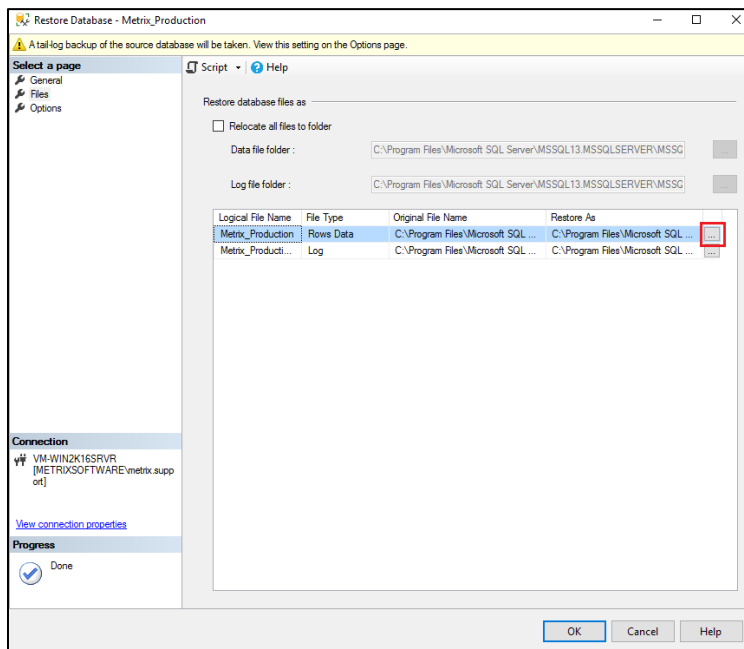 Restore Database - Metrix_Production
A tail-log backup of the source database will be taken. View this setting on the Options page.
Select a page
General
Files
Options
Script Help
Restore database files as
Relocate all files to folder
Data file folder : C:\Program Files\Microsoft SQL Server\MSSQL13.MSSQLSERVER\MSSQ
Log file folder : C:\Program Files\Microsoft SQL Server\MSSQL13.MSSQLSERVER\MSSQ
Logical File Name File Type Original File Name Restore As
Metrix_Production Rows Data C:\Program Files\Microsoft SQL ... C:\Program Files\Microsoft SQL ... ...
Metrix_Producti... Log C:\Program Files\Microsoft SQL ... C:\Program Files\Microsoft SQL ... ...
Connection
VM-WIN2K16SRVR
[METRIXSOFTWARE\metrix.supp
ort]
View connection properties
Progress
Done
OK Cancel Help